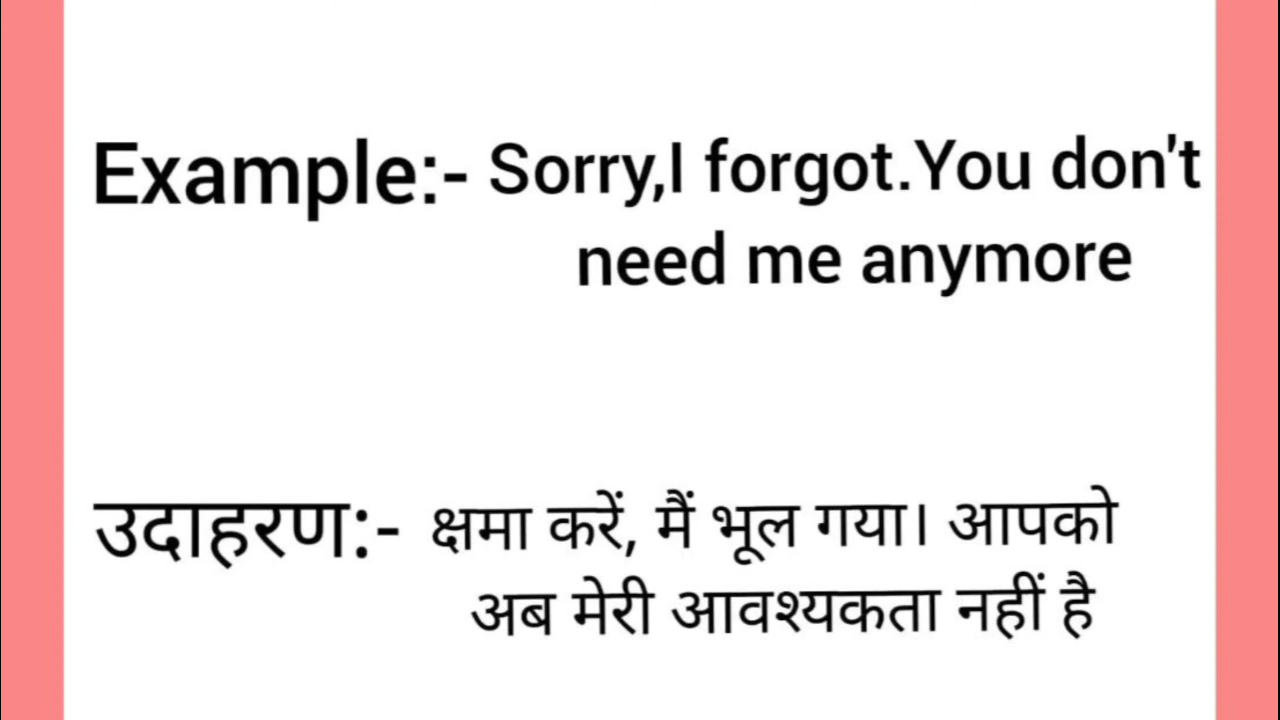 Example:- Sorry,I forgot.You don't
need me anymore
उदाहरण:- क्षमा करें, मैं भूल गया। आपको
अब मेरी आवश्यकता नहीं है